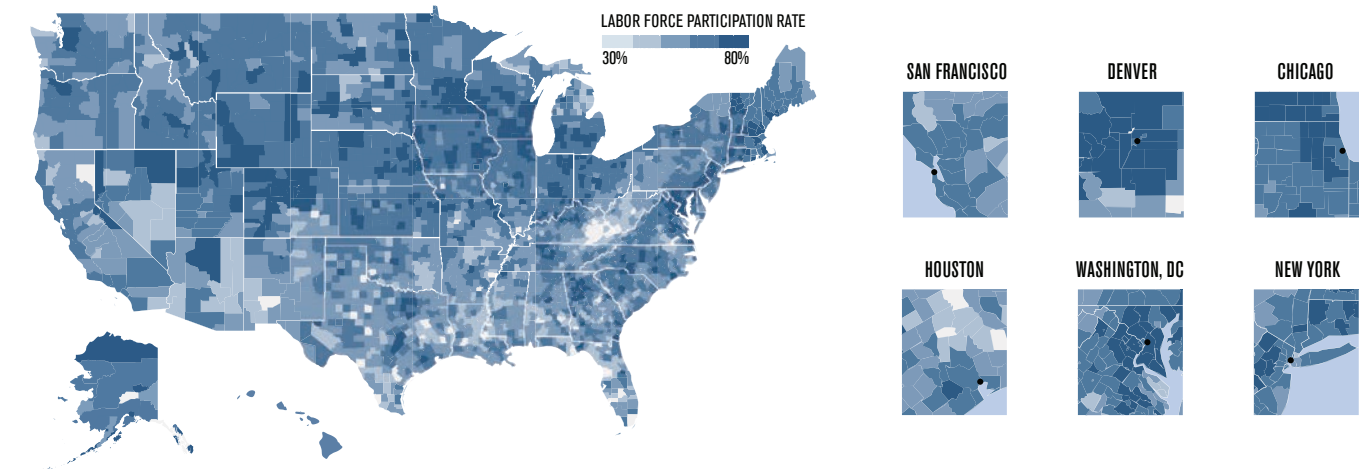 LABOR FORCE PARTICIPATION RATE
30% 80%
SAN FRANCISCO DENVER CHICAGO
HOUSTON WASHINGTON, DC NEW YORK